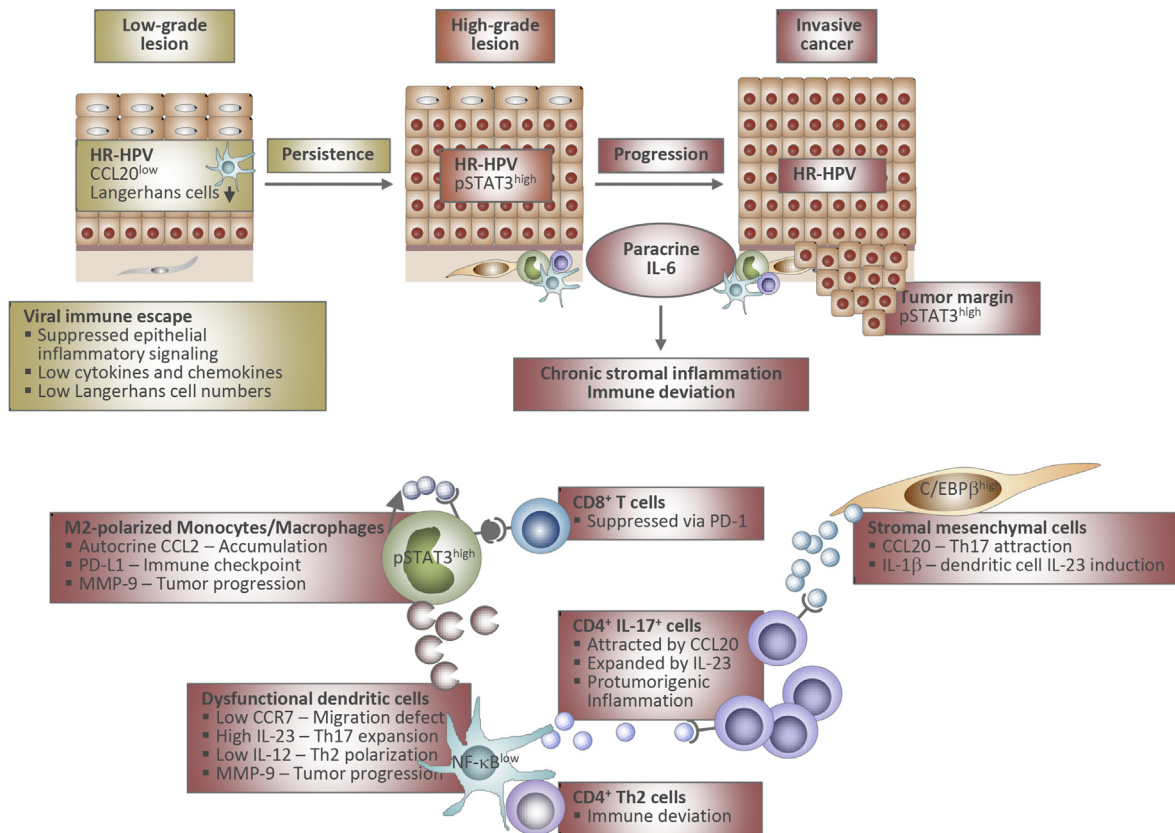 Low-grade
lesion
High-grade
lesion
Invasive
cancer
HR-HPV
CCL20low
Langerhans cells
Persistence
HR-HPV
pSTAT3high
Progression
HR-HPV
Paracrine
IL-6
Tumor margin
pSTAT3high
Viral immune escape
▪ Suppressed epithelial
inflammatory signaling
▪ Low cytokines and chemokines
▪ Low Langerhans cell numbers
Chronic stromal inflammation
Immune deviation
M2-polarized Monocytes/Macrophages
▪ Autocrine CCL2 – Accumulation
▪ PD-L1 – Immune checkpoint
▪ MMP-9 – Tumor progression
pSTAT3high
CD8+ T cells
▪ Suppressed via PD-1
C/EBPβhigh
Stromal mesenchymal cells
▪ CCL20 – Th17 attraction
▪ IL-1β – dendritic cell IL-23 induction
CD4+ IL-17+ cells
▪ Attracted by CCL20
▪ Expanded by IL-23
▪ Protumorigenic
Inflammation
Dysfunctional dendritic cells
▪ Low CCR7 – Migration defect
▪ High IL-23 – Th17 expansion
▪ Low IL-12 – Th2 polarization
▪ MMP-9 – Tumor progression
NF-κBlow
CD4+ Th2 cells
▪ Immune deviation